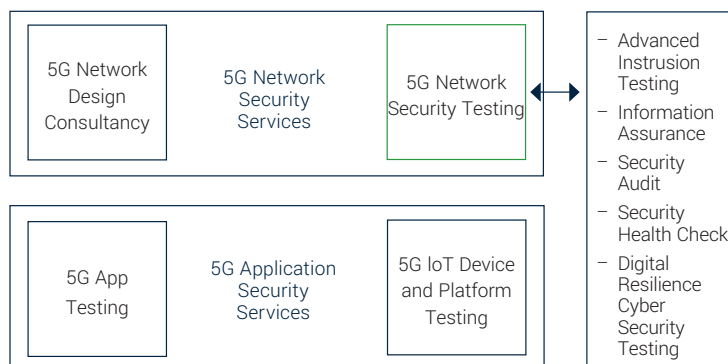 5G Network
Design
Consultancy
5G Network
Security
Services
5G Network
Security Testing
5G App
Testing
5G Application
Security
Services
5G IoT Device
and Platform
Testing
– Advanced
Instrusion
Testing
– Information
Assurance
– Security
Audit
– Security
Health Check
– Digital
Resilience
Cyber
Security
Testing